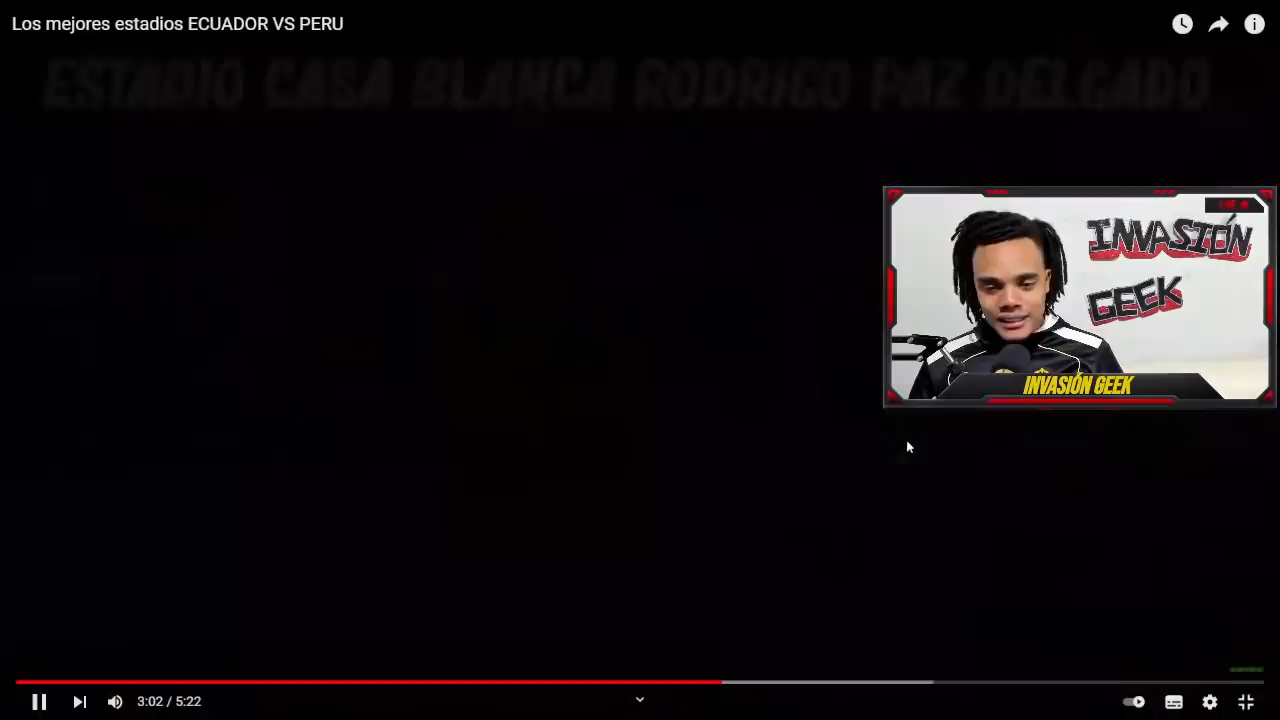 Los mejores estadios ECUADOR VS PERU
ESTADIO CASA BLANCA RODRIGO PAZ DELGADO
INVASIÓN
GEEK
INVASIÓN GEEK
3:02 / 5:22